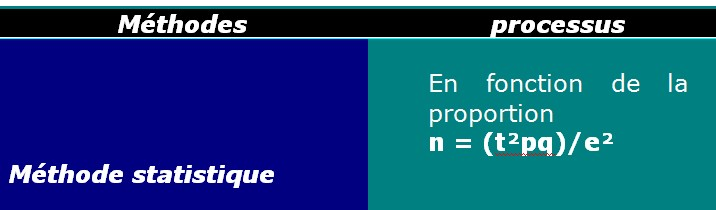 Méthodes processus
En fonction de la
proportion
n = (t²pq)/e²
Méthode statistique